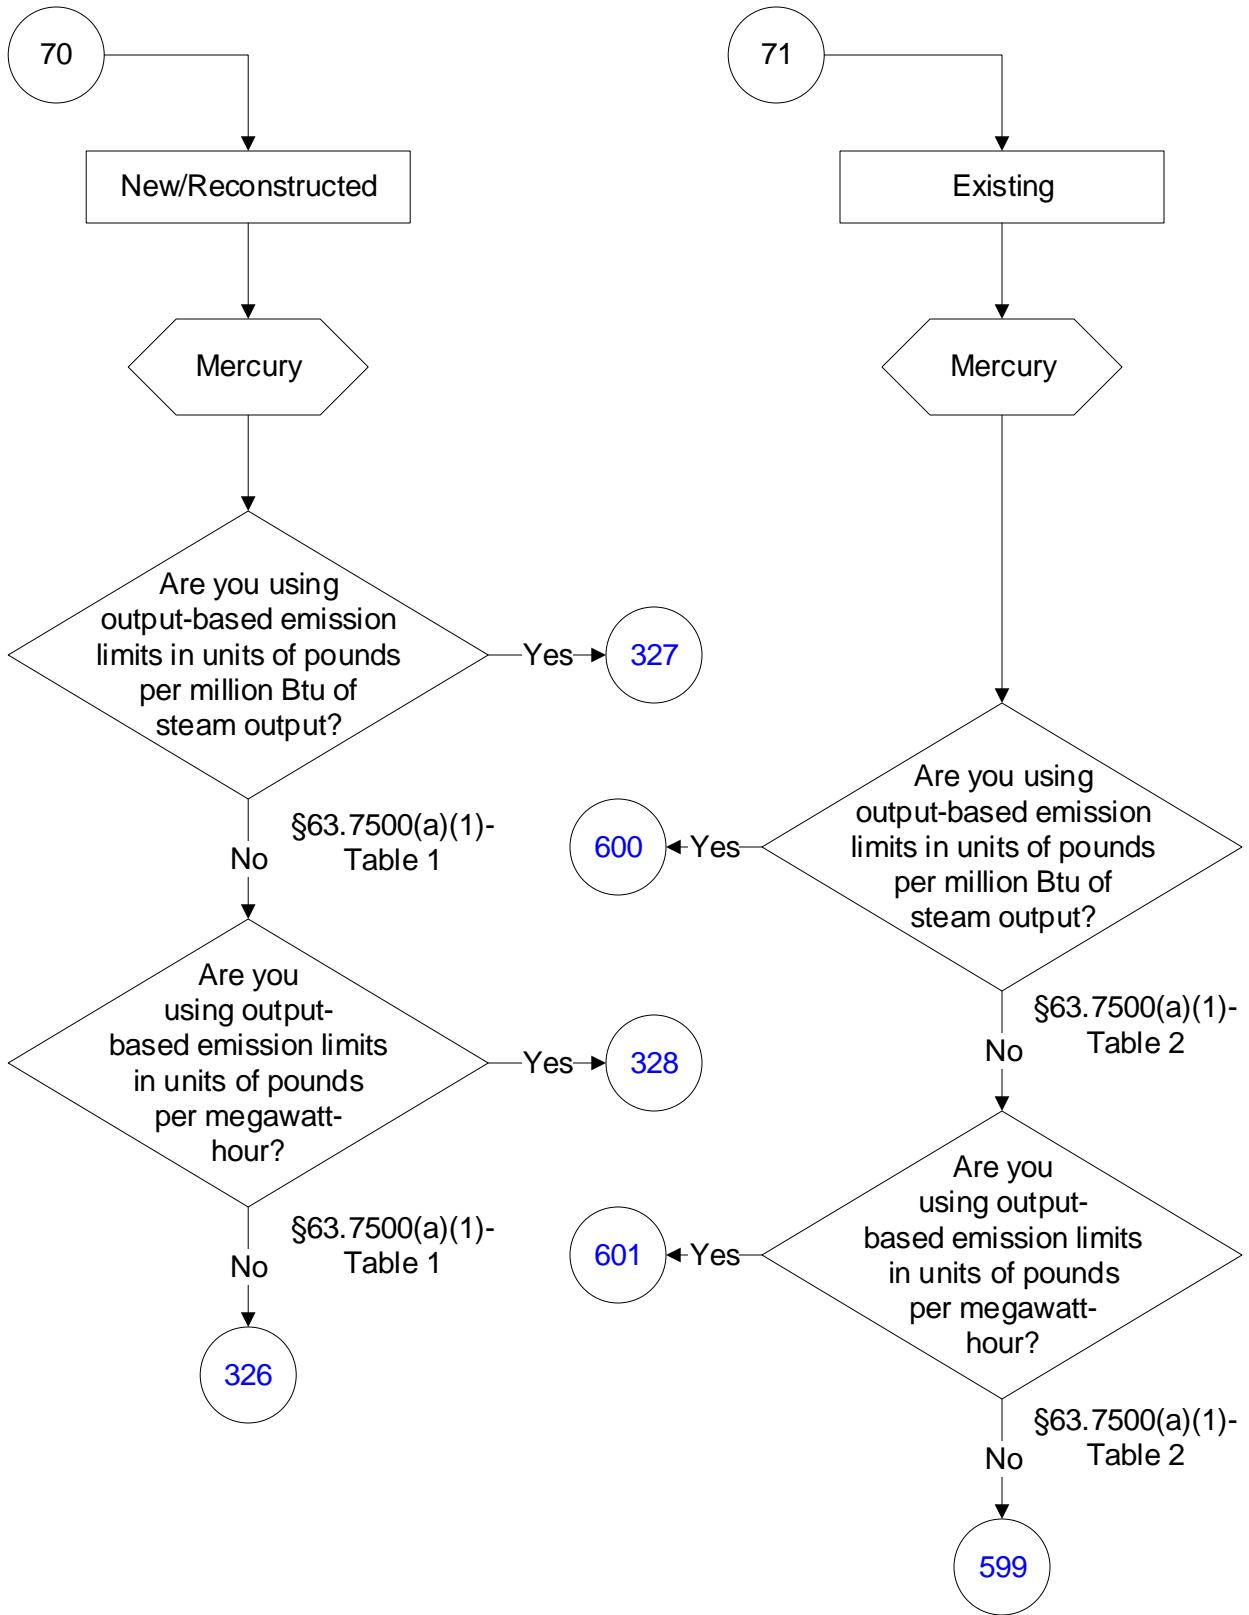 70
New/Reconstructed
Mercury
Are you using
output-based emission
limits in units of pounds
per million Btu of
steam output?
Yes
327
No
§63.7500(a)(1)-
Table 1
Are you
using output-
based emission limits
in units of pounds
per megawatt-
hour?
Yes
328
No
§63.7500(a)(1)-
Table 1
326
71
Existing
Mercury
Are you using
output-based emission
limits in units of pounds
per million Btu of
steam output?
Yes
600
No
§63.7500(a)(1)-
Table 2
Are you
using output-
based emission limits
in units of pounds
per megawatt-
hour?
Yes
601
No
§63.7500(a)(1)-
Table 2
599